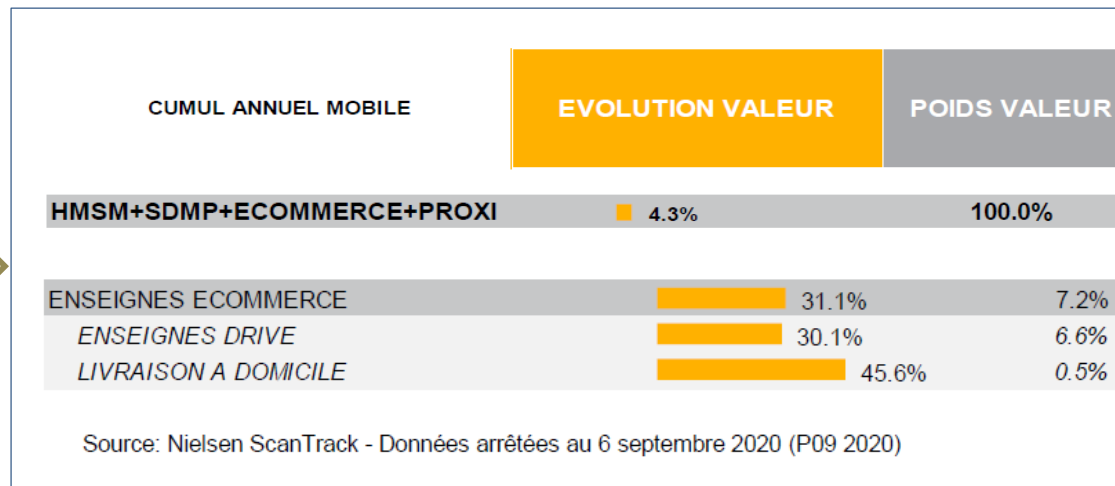 CUMUL ANNUEL MOBILE EVOLUTION VALEUR POIDS VALEUR
HMSM+SDMP+ECOMMERCE+PROXI 4.3% 100.0%
ENSEIGNES ECOMMERCE 31.1% 7.2%
ENSEIGNES DRIVE 30.1% 6.6%
LIVRAISON A DOMICILE 45.6% 0.5%
Source: Nielsen ScanTrack - Données arrêtées au 6 septembre 2020 (P09 2020)